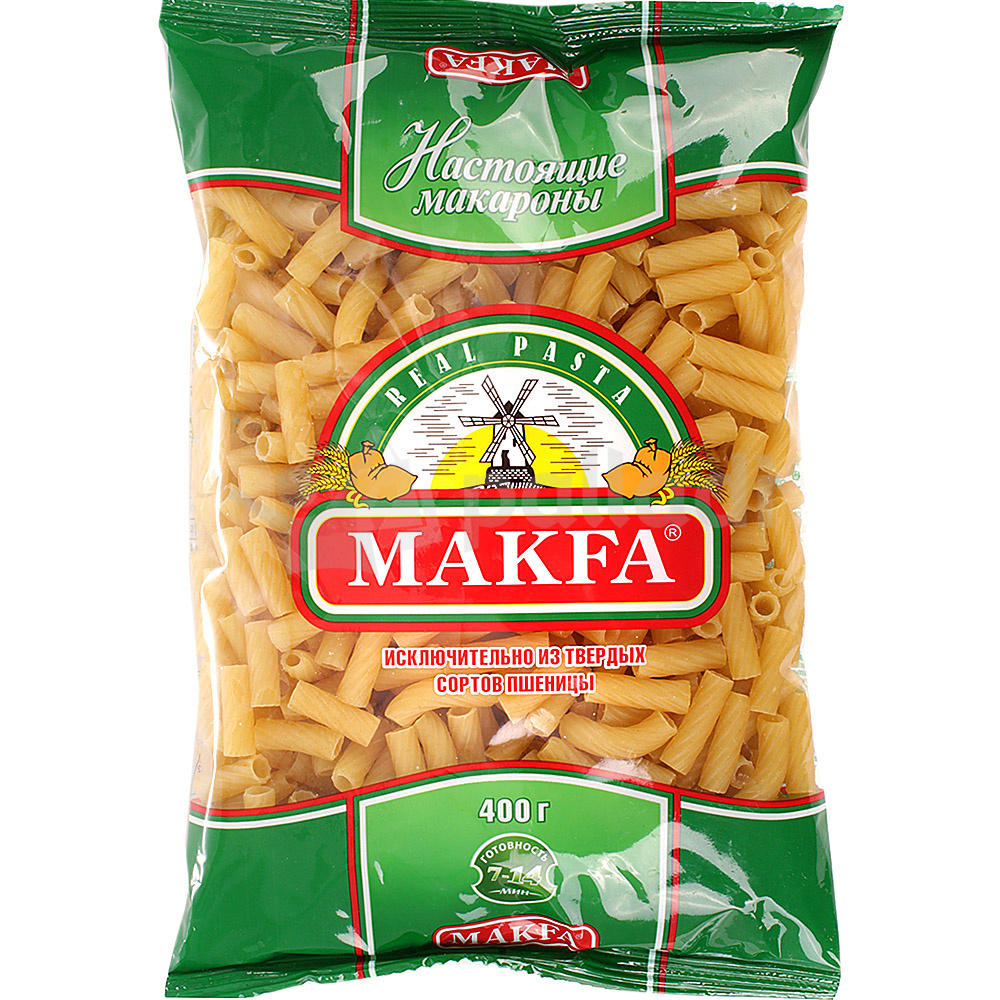 MAKFA®
Настоящие
макароны
REAL PASTA
MAKFA®
ИСКЛЮЧИТЕЛЬНО ИЗ ТВЕРДЫХ
СОРТОВ ПШЕНИЦЫ
400 г
ГОТОВНОСТЬ
7-14
МИН
MAKFA